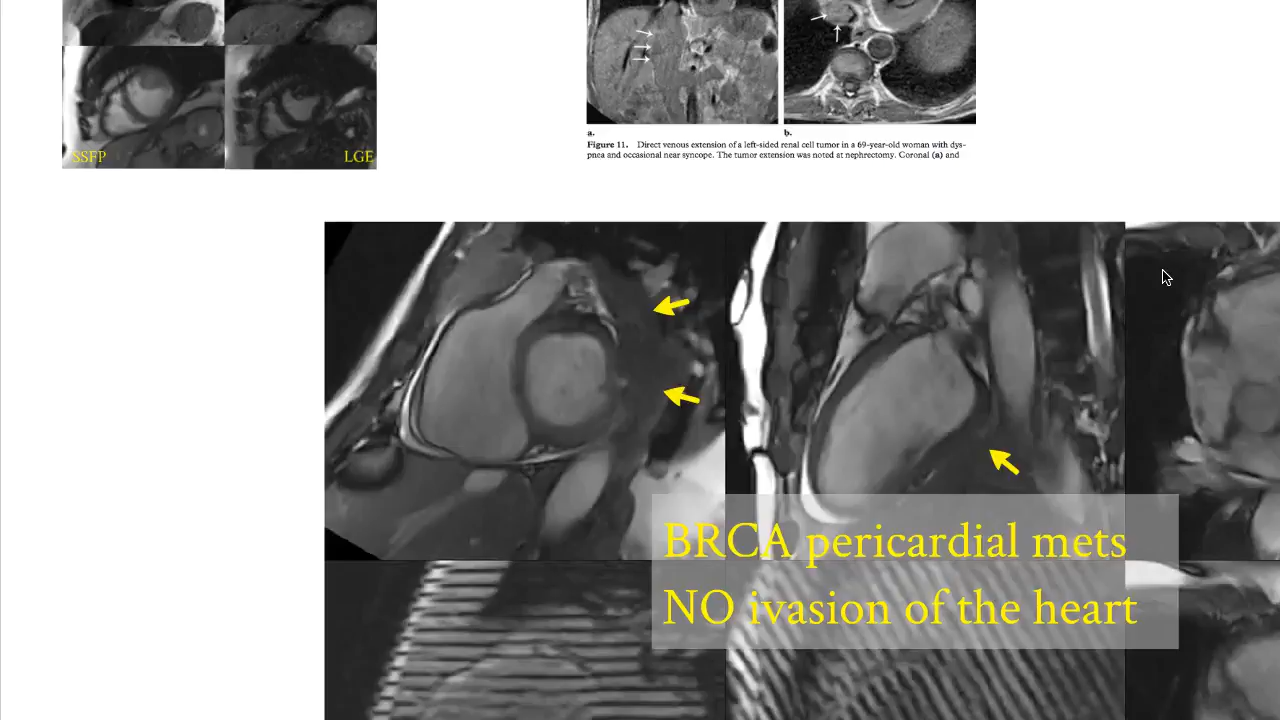 SSFP
LGE
a.
b.
Figure 11. Direct venous extension of a left-sided renal cell tumor in a 69-year-old woman with dys-
pnea and occasional near syncope. The tumor extension was noted at nephrectomy. Coronal (a) and
BRCA pericardial mets
NO ivasion of the heart